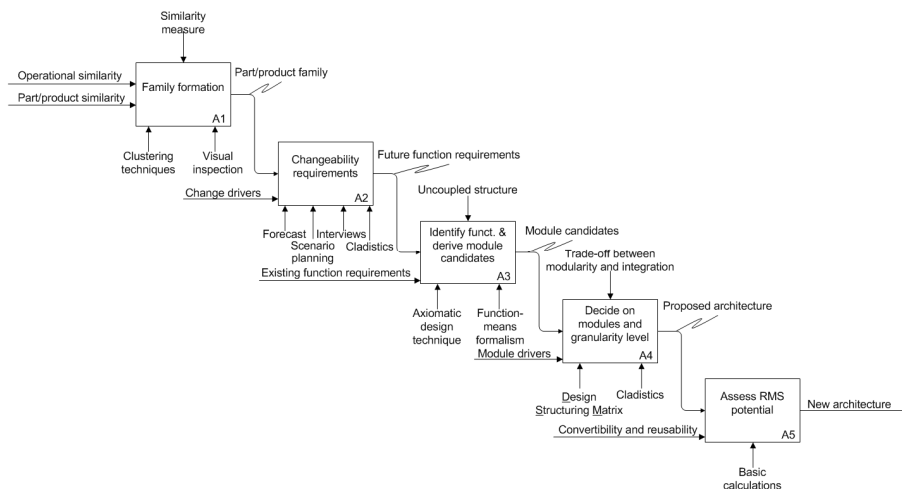 Similarity
measure
Operational similarity
Part/product similarity
Family formation
A1
Part/product family
Clustering
techniques
Visual
inspection
Changeability
requirements
A2
Future function requirements
Change drivers
Forecast
Scenario
planning
Interviews
Cladistics
Uncoupled structure
Identify funct. &
derive module
candidates
A3
Module candidates
Existing function requirements
Axiomatic
design
technique
Function-
means
formalism
Trade-off between
modularity and integration
Decide on
modules and
granularity level
A4
Proposed architecture
Module drivers
Design
Structuring Matrix
Cladistics
Assess RMS
potential
A5
New architecture
Convertibility and reusability
Basic
calculations